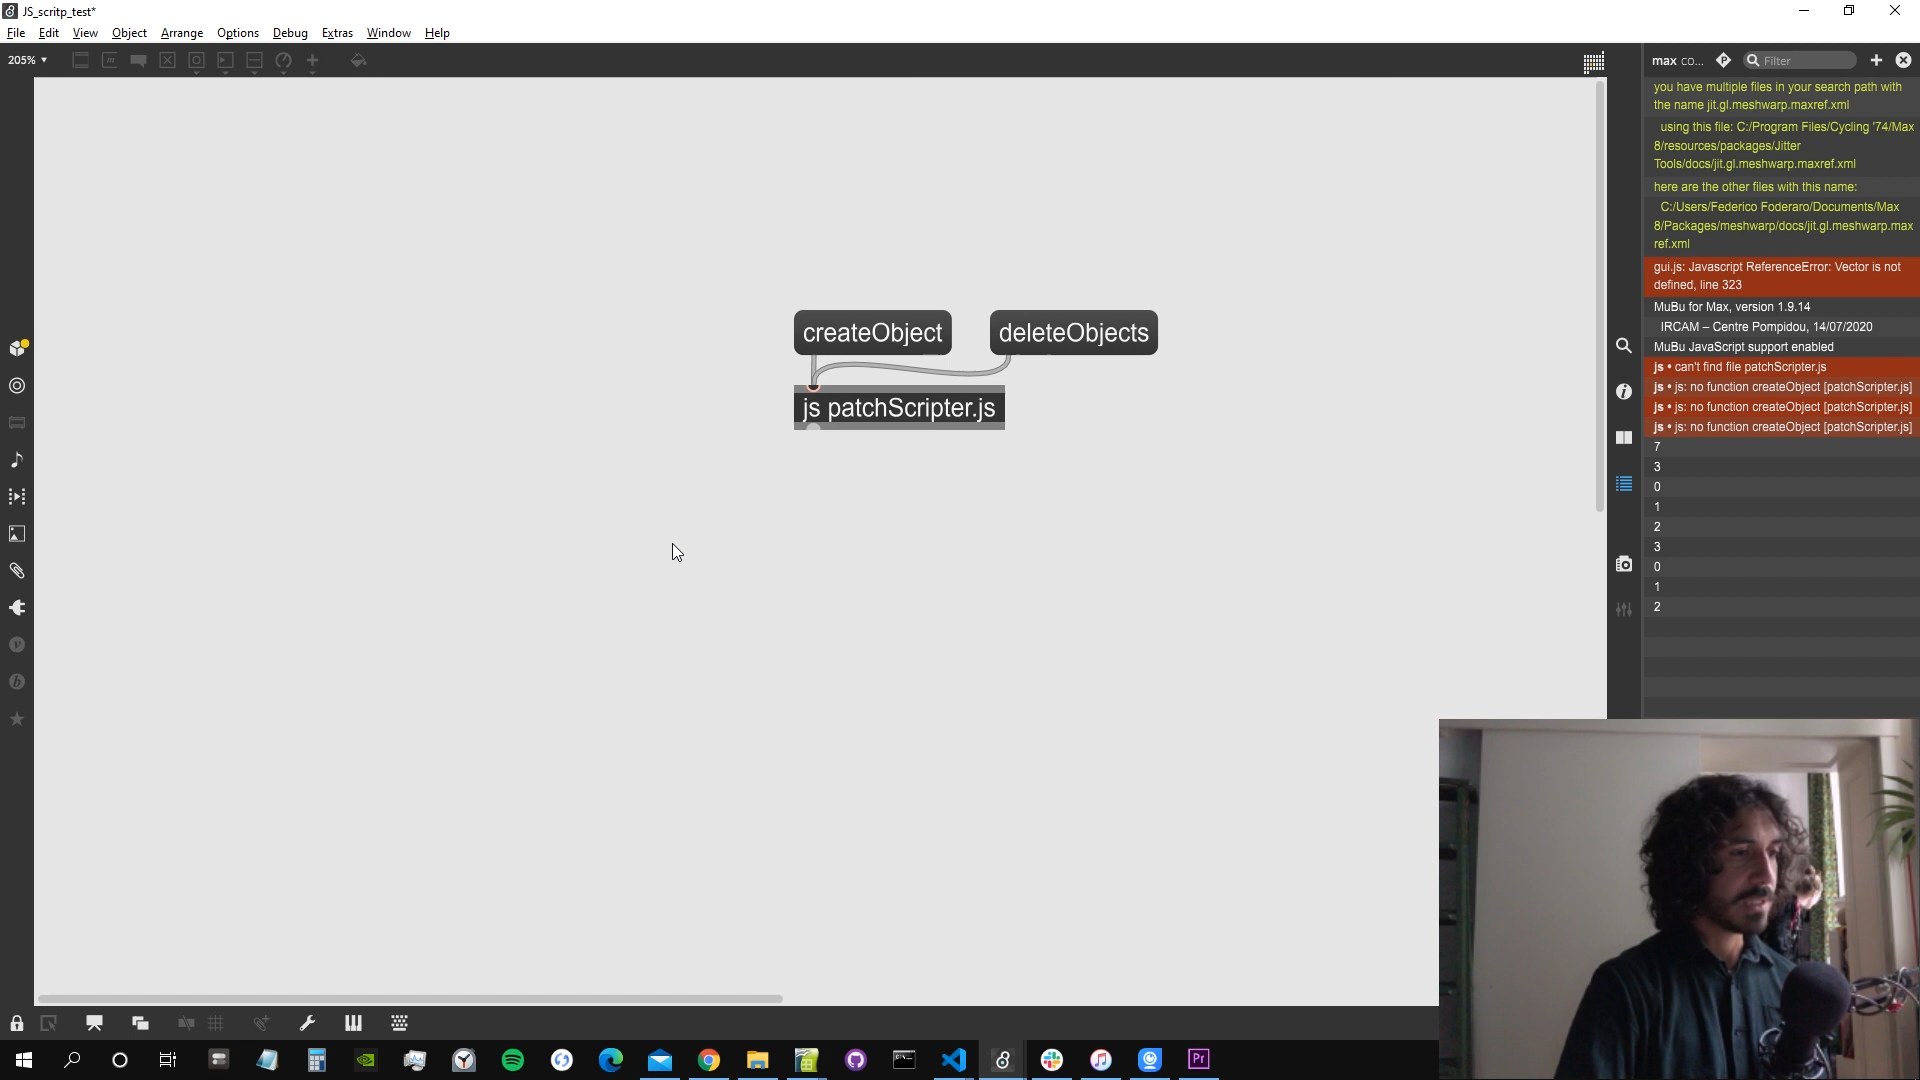 JS_scritp_test*
File Edit View Object Arrange Options Debug Extras Window Help
205%
max co... Filter
you have multiple files in your search path with
the name jit.gl.meshwarp.maxref.xml
using this file: C:/Program Files/Cycling '74/Max
8/resources/packages/Jitter
Tools/docs/jit.gl.meshwarp.maxref.xml
here are the other files with this name:
C:/Users/Federico Foderaro/Documents/Max
8/Packages/meshwarp/docs/jit.gl.meshwarp.max
ref.xml
gui.js: Javascript ReferenceError: Vector is not
defined, line 323
MuBu for Max, version 1.9.14
IRCAM – Centre Pompidou, 14/07/2020
MuBu JavaScript support enabled
js • can't find file patchScripter.js
js • js: no function createObject [patchScripter.js]
js • js: no function createObject [patchScripter.js]
js • js: no function createObject [patchScripter.js]
7
3
0
1
2
3
0
1
2
createObject
deleteObjects
js patchScripter.js
Pr